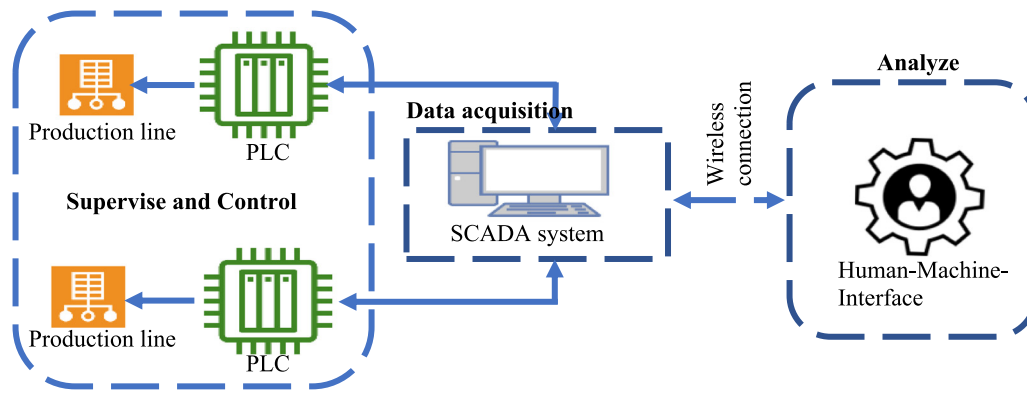 Production line
PLC
Supervise and Control
Production line
PLC
Data acquisition
SCADA system
Wireless
connection
Analyze
Human-Machine-
Interface